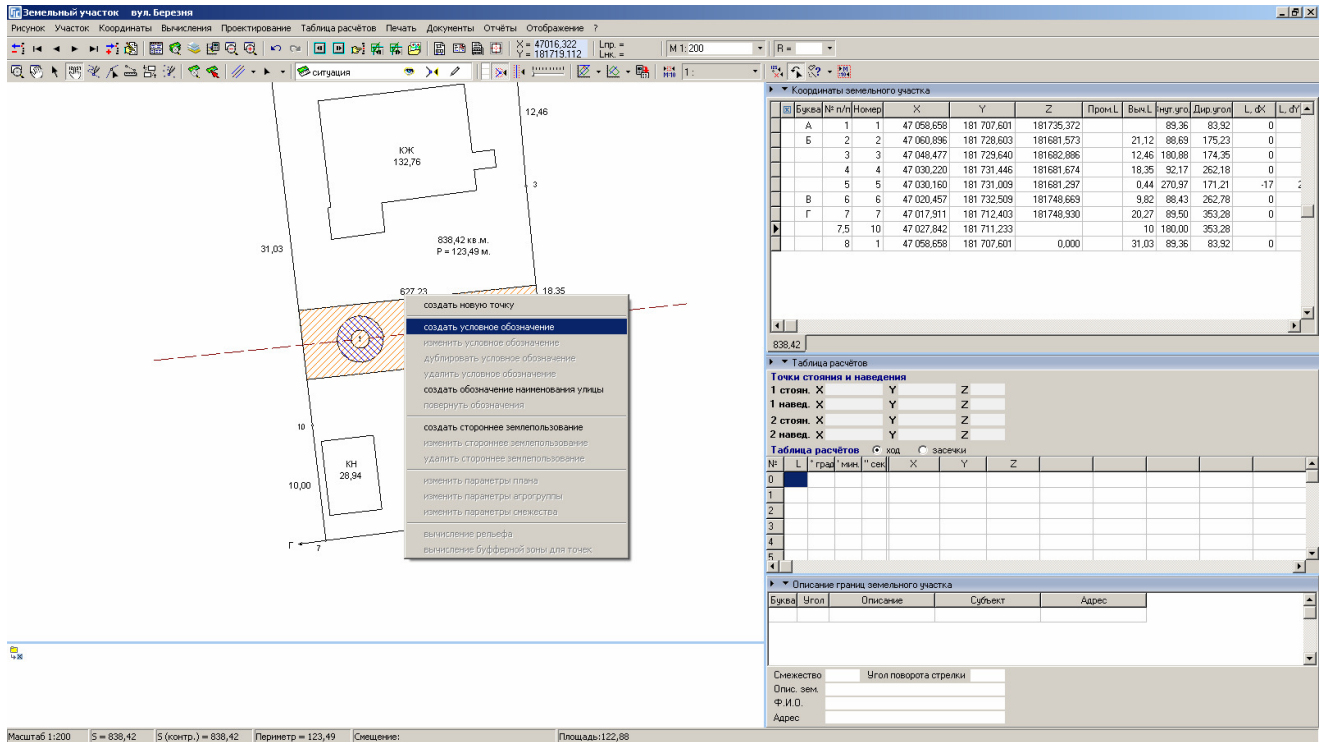 Земельный участок вул. Березня
Рисунок Участок Координаты Вычисления Проектирование Таблица расчётов Печать Документы Отчёты Отображение ?
X = 47016,322 Lпр. = M 1:200 R =
Y = 181719.112 Lнк. =
ситуация 1:
Координаты земельного участка
Буква № п/п Номер X Y Z Пром.L Выч.L Дир.угол L, dX L, dY
А 1 1 47 058,658 181 707,601 181735,372 89,36 83,92 0
Б 2 2 47 060,896 181 728,603 181681,573 21,12 88,69 175,23 0
3 3 47 048,477 181 729,640 181682,886 12,46 180,88 174,35 0
4 4 47 030,220 181 731,446 181681,674 18,35 92,17 262,18 0
5 5 47 030,160 181 731,009 181681,297 0,44 270,97 171,21 -17
В 6 6 47 020,457 181 732,509 181748,669 9,82 88,43 262,78 0
Г 7 7 47 017,911 181 712,403 181748,930 20,27 89,50 353,28 0
7,5 10 47 027,842 181 711,233 10 180,00 353,28
8 1 47 058,658 181 707,601 0,000 31,03 89,36 83,92 0
838,42
12,46
КЖ
132,76
3
31,03
838,42 кв.м.
P = 123,49 м.
627,23
18,35
1
10
КН
28,94
10,00
Г
7
создать новую точку
создать условное обозначение
изменить условное обозначение
дублировать условное обозначение
удалить условное обозначение
создать обозначение наименования улицы
повернуть обозначения
создать стороннее землепользование
изменить стороннее землепользование
удалить стороннее землепользование
изменить параметры плана
изменить параметры агрогруппы
изменить параметры смежества
вычисление рельефа
вычисление буфферной зоны для точек
Таблица расчётов
Точки стояния и наведения
1 стоян. X Y Z
1 навед. X Y Z
2 стоян. X Y Z
2 навед. X Y Z
Таблица расчётов ход засечки
№ L ° град ' мин. '' сек. X Y Z
0
1
2
3
4
5
Описание границ земельного участка
Буква Угол Описание Субъект Адрес
Смежество Угол поворота стрелки
Опис. зем.
Ф.И.О.
Адрес
Масштаб 1:200 S = 838,42 S (контр.) = 838,42 Периметр = 123,49 Смещение: Площадь:122,88